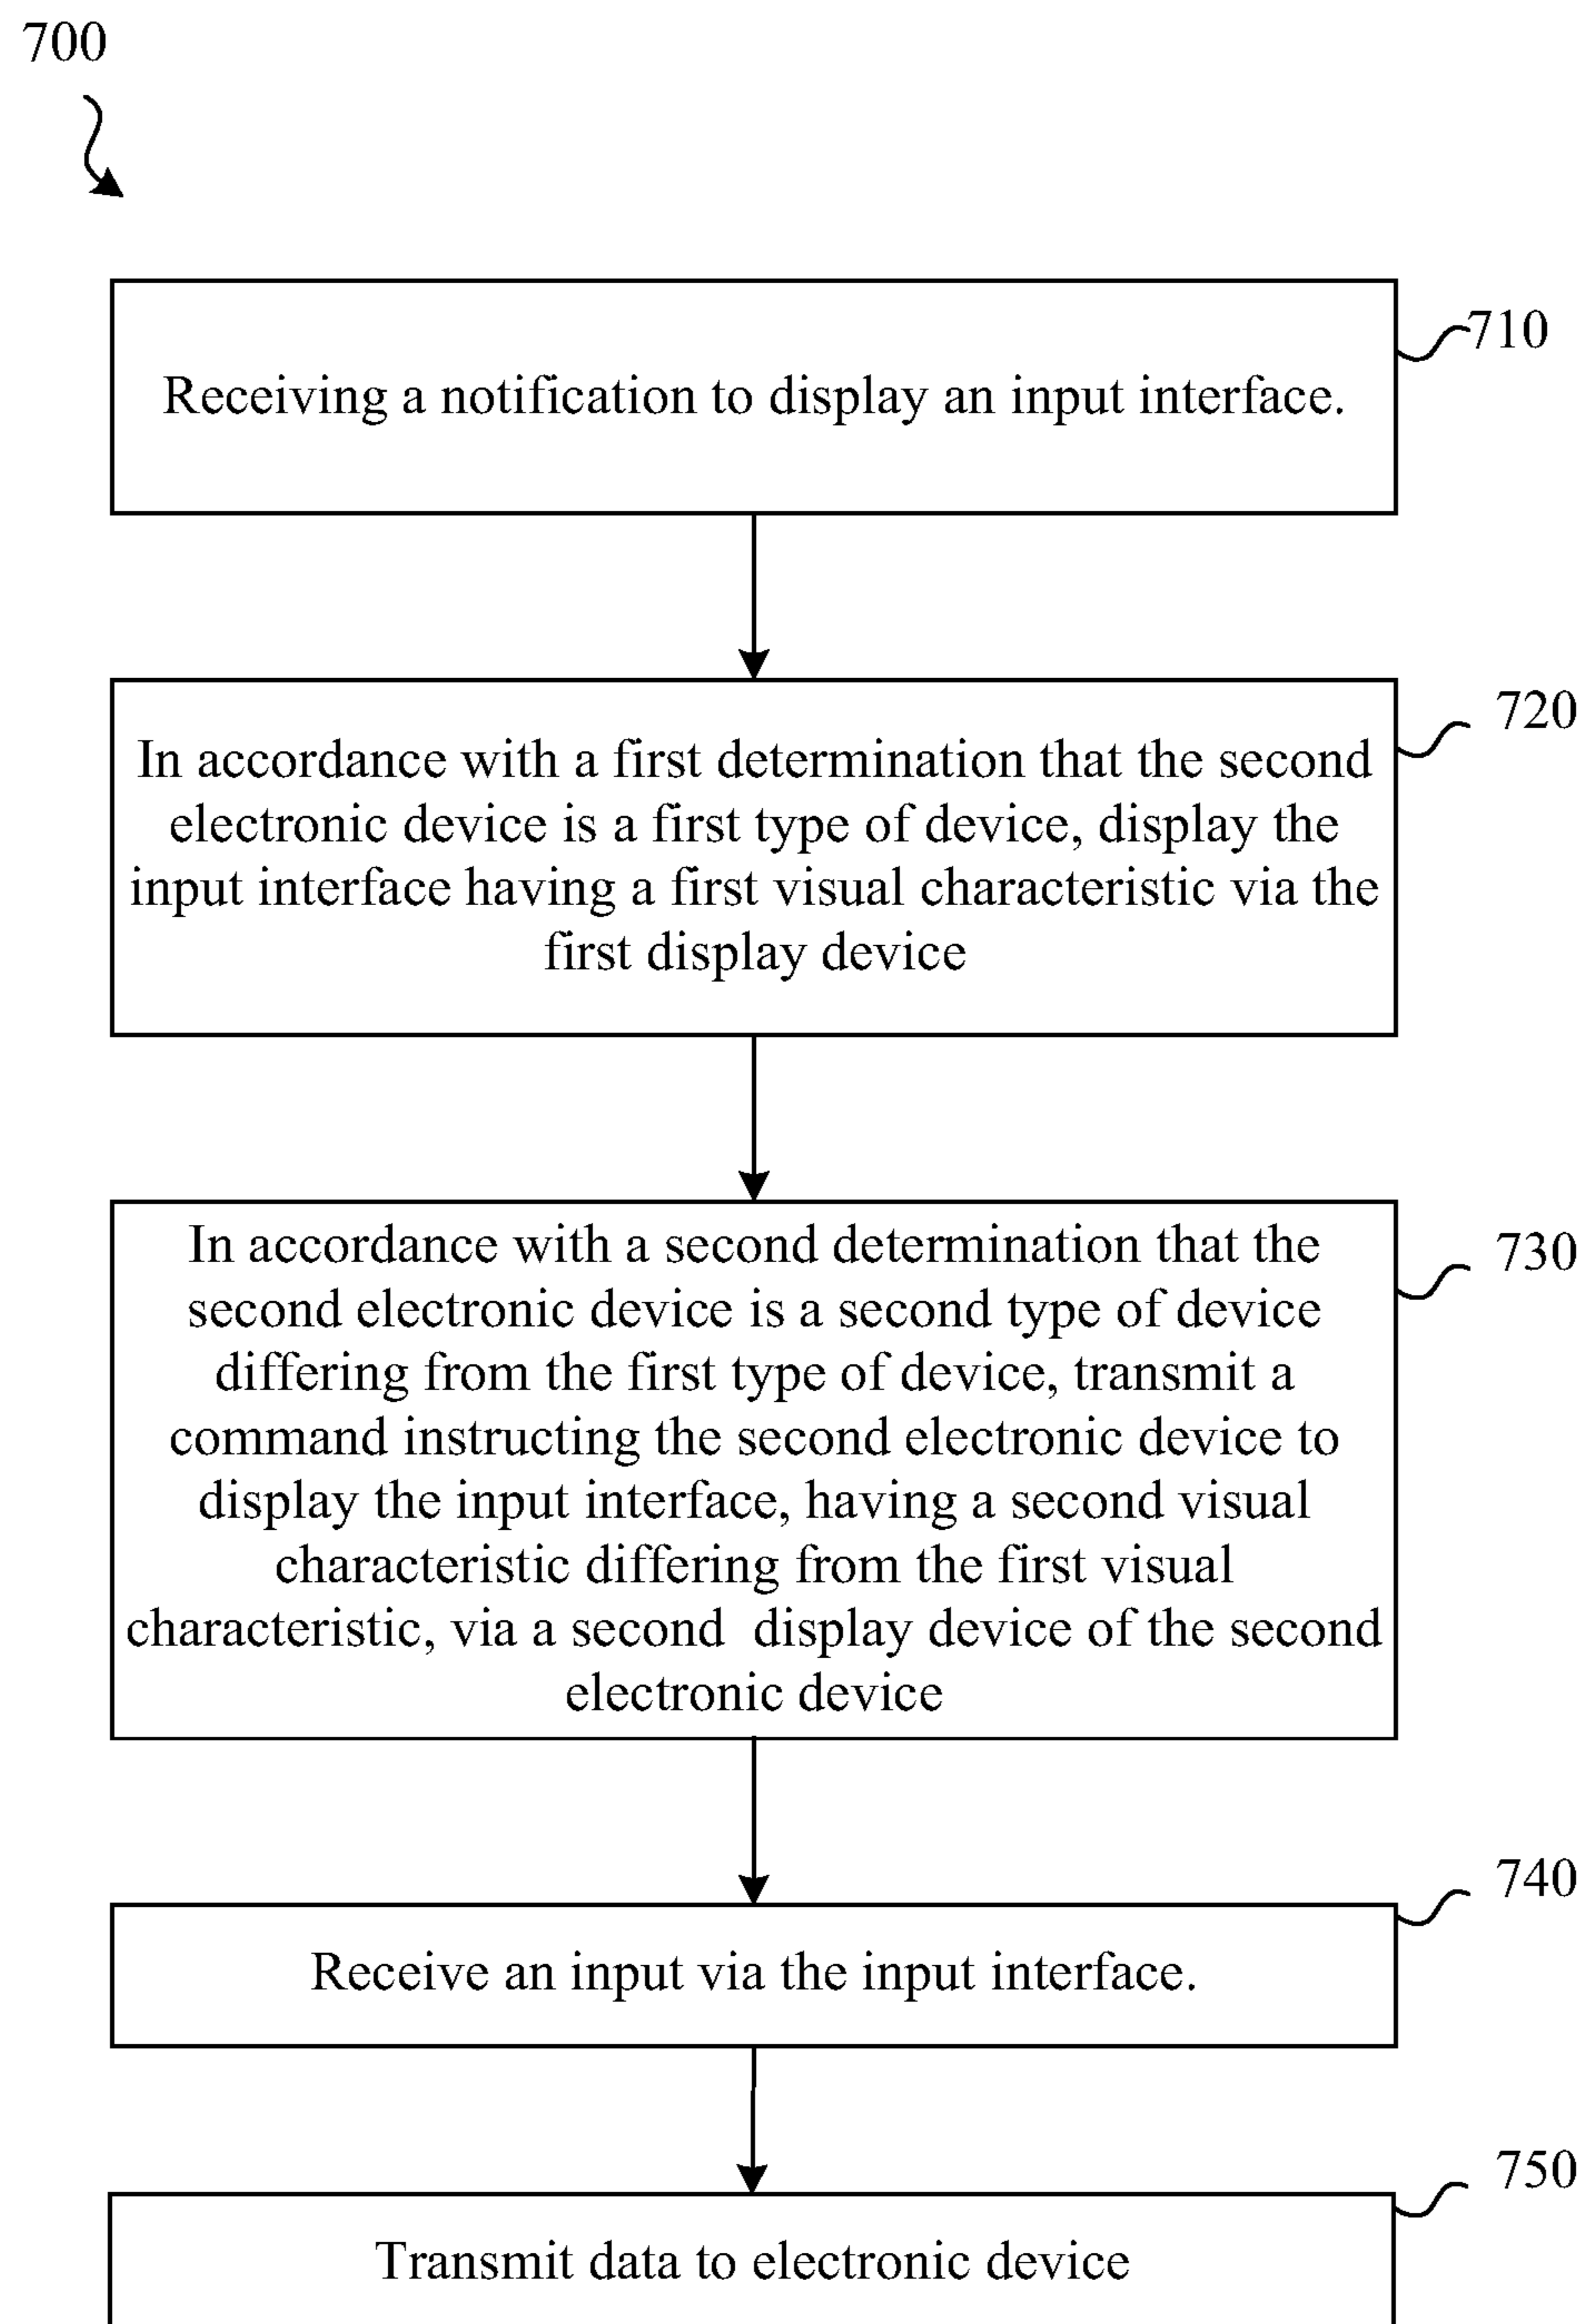 700
710
Receiving a notification to display an input interface.
720
In accordance with a first determination that the second
electronic device is a first type of device, display the
input interface having a first visual characteristic via the
first display device
730
In accordance with a second determination that the
second electronic device is a second type of device
differing from the first type of device, transmit a
command instructing the second electronic device to
display the input interface, having a second visual
characteristic differing from the first visual
characteristic, via a second display device of the second
electronic device
740
Receive an input via the input interface.
750
Transmit data to electronic device